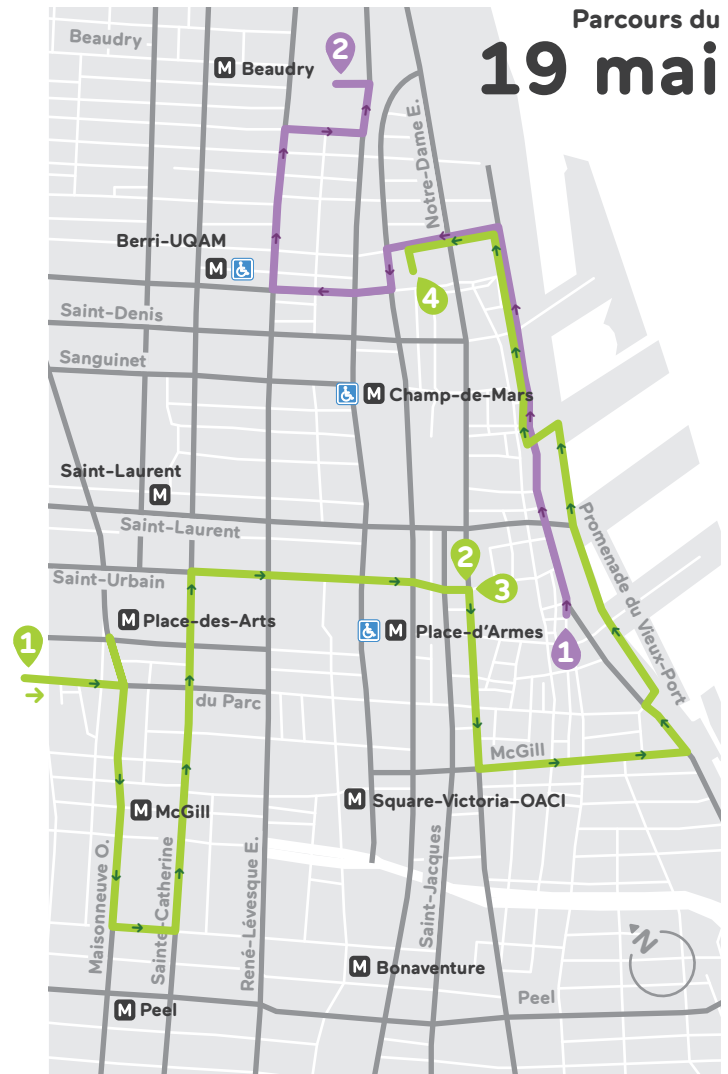 Parcours du
19 mai
Beaudry
M Beaudry
2
Notre-Dame E.
Berri-UQAM
M
4
Saint-Denis
Sanguinet
M Champ-de-Mars
Saint-Laurent
M
Saint-Laurent
Promenade du Vieux-Port
Saint-Urbain
2
3
M Place-des-Arts
M Place-d'Armes
1
1
du Parc
McGill
M McGill
M Square-Victoria-OACI
Maisonneuve O.
Sainte-Catherine
René-Lévesque E.
Saint-Jacques
N
M Bonaventure
Peel
M Peel